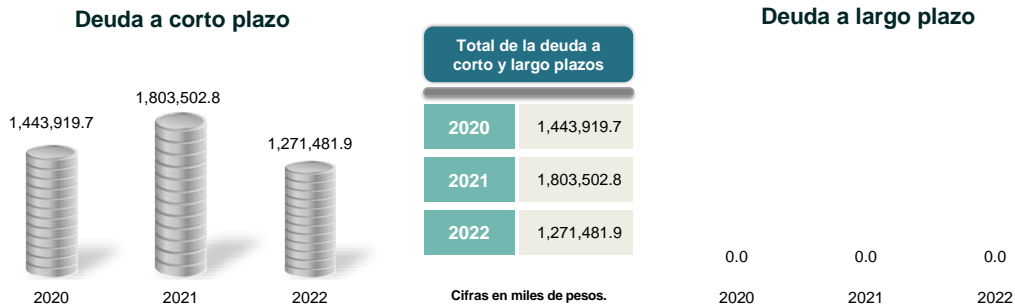 Deuda a corto plazo
1,443,919.7
1,803,502.8
1,271,481.9
2020 2021 2022
Total de la deuda a
corto y largo plazos
2020 1,443,919.7
2021 1,803,502.8
2022 1,271,481.9
Cifras en miles de pesos.
Deuda a largo plazo
0.0 0.0 0.0
2020 2021 2022